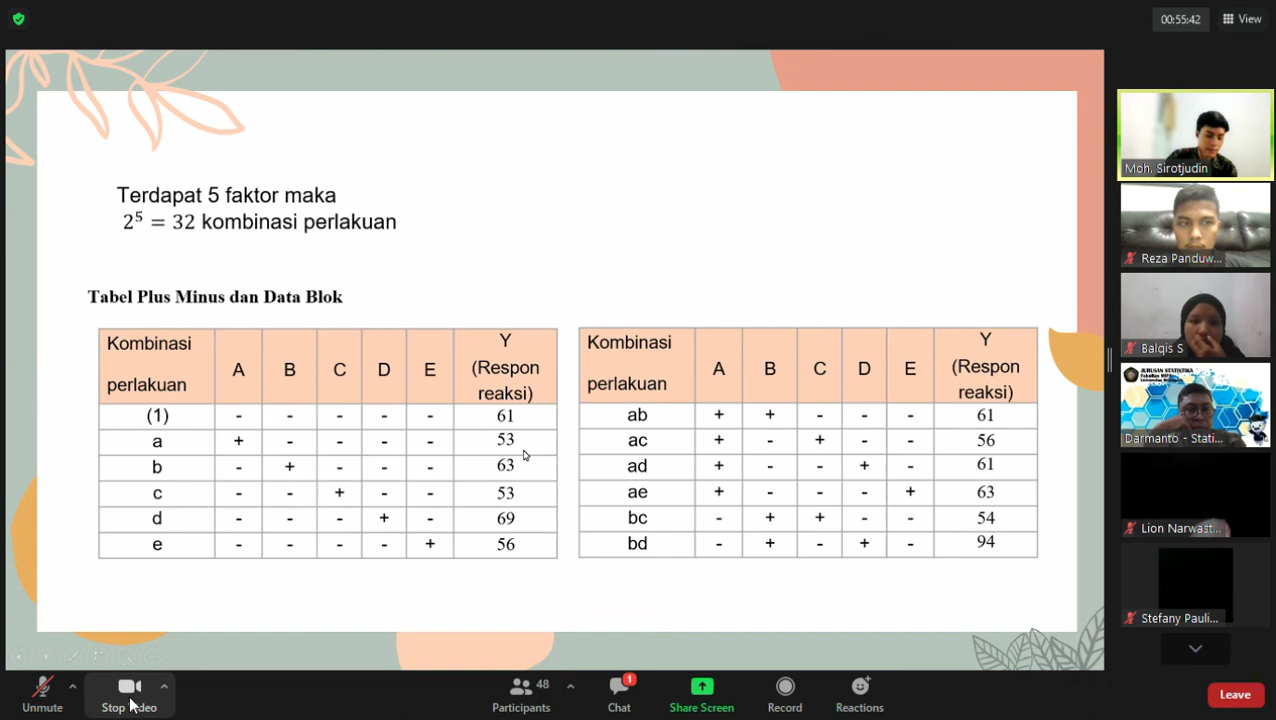 00:55:42
View
Terdapat 5 faktor maka
2⁵ = 32 kombinasi perlakuan
Tabel Plus Minus dan Data Blok
Kombinasi perlakuan A B C D E Y (Respon reaksi)
(1) - - - - - 61
a + - - - - 53
b - + - - - 63
c - - + - - 53
d - - - + - 69
e - - - - + 56
Kombinasi perlakuan A B C D E Y (Respon reaksi)
ab + + - - - 61
ac + - + - - 56
ad + - - + - 61
ae + - - - + 63
bc - + + - - 54
bd - + - + - 94
Moh. Sirotjudin
Reza Panduw...
Balqis S
JURUSAN STATISTIKA
Darmanto - Stati...
Lion Narwast...
Stefany Pauli...
Unmute
Stop Video
48
Participants
1
Chat
Share Screen
Record
Reactions
Leave